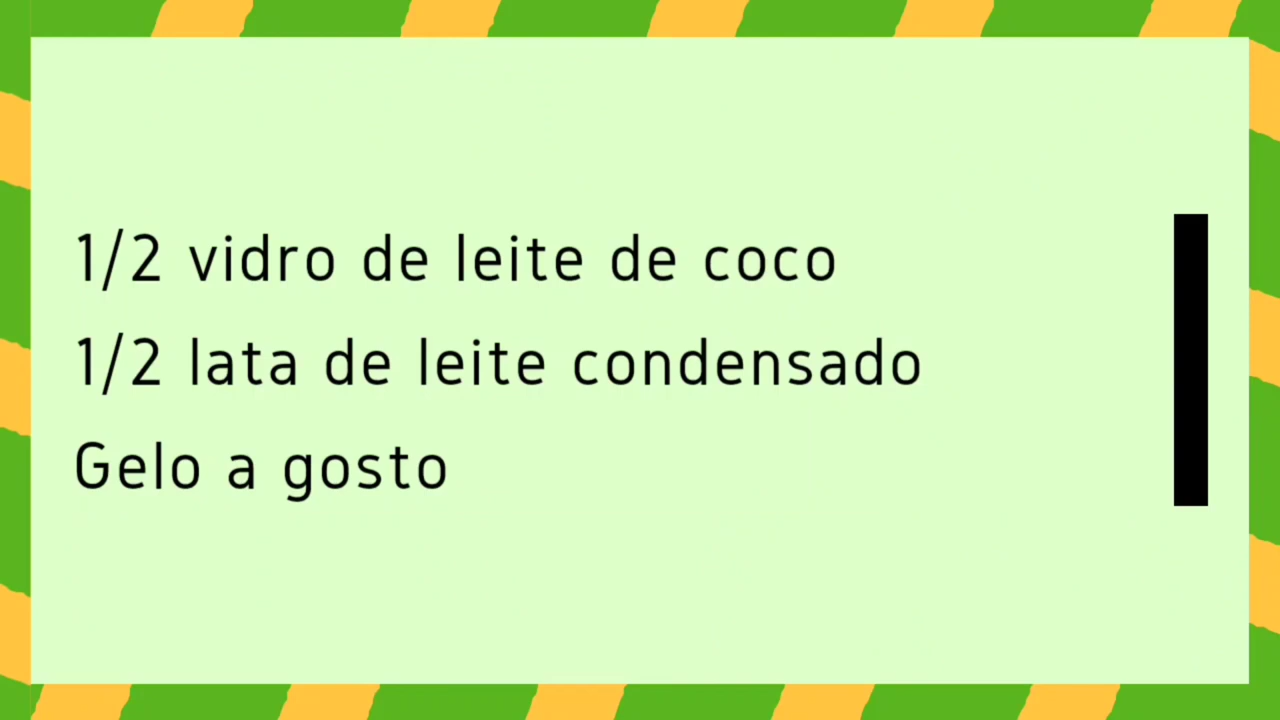 1/2 vidro de leite de coco
1/2 lata de leite condensado
Gelo a gosto